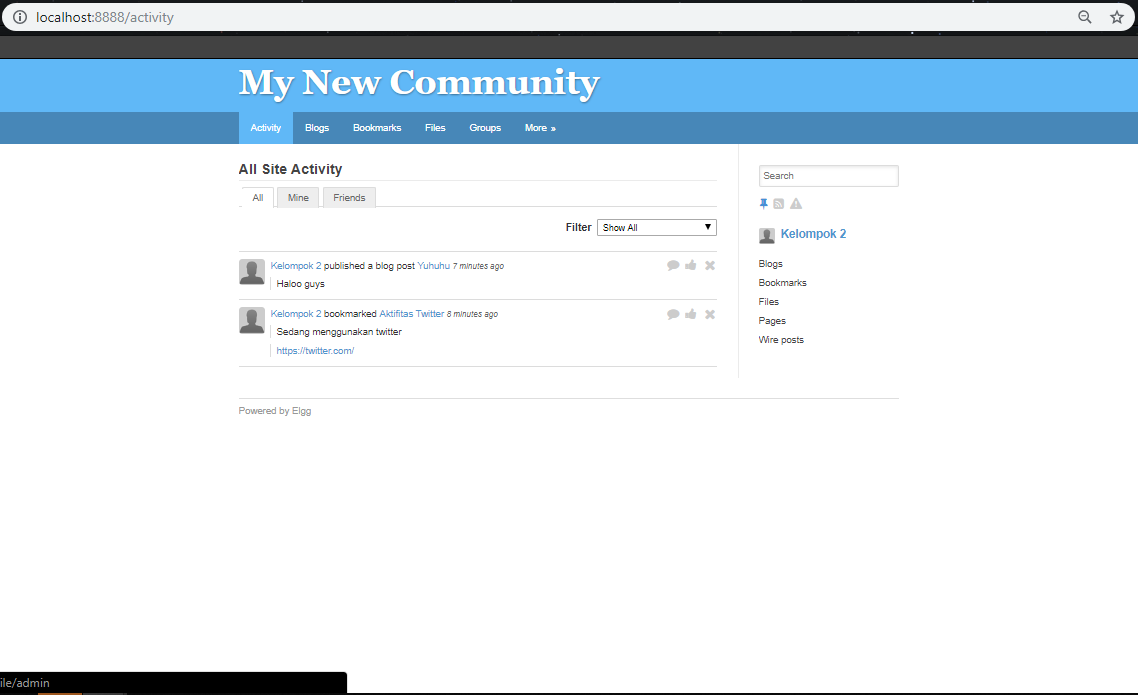 localhost:8888/activity
My New Community
Activity Blogs Bookmarks Files Groups More »
All Site Activity
All Mine Friends
Filter Show All
Kelompok 2 published a blog post Yuhuhu 7 minutes ago
Haloo guys
Kelompok 2 bookmarked Aktifitas Twitter 8 minutes ago
Sedang menggunakan twitter
https://twitter.com/
Search
Kelompok 2
Blogs
Bookmarks
Files
Pages
Wire posts
Powered by Elgg
ile/admin